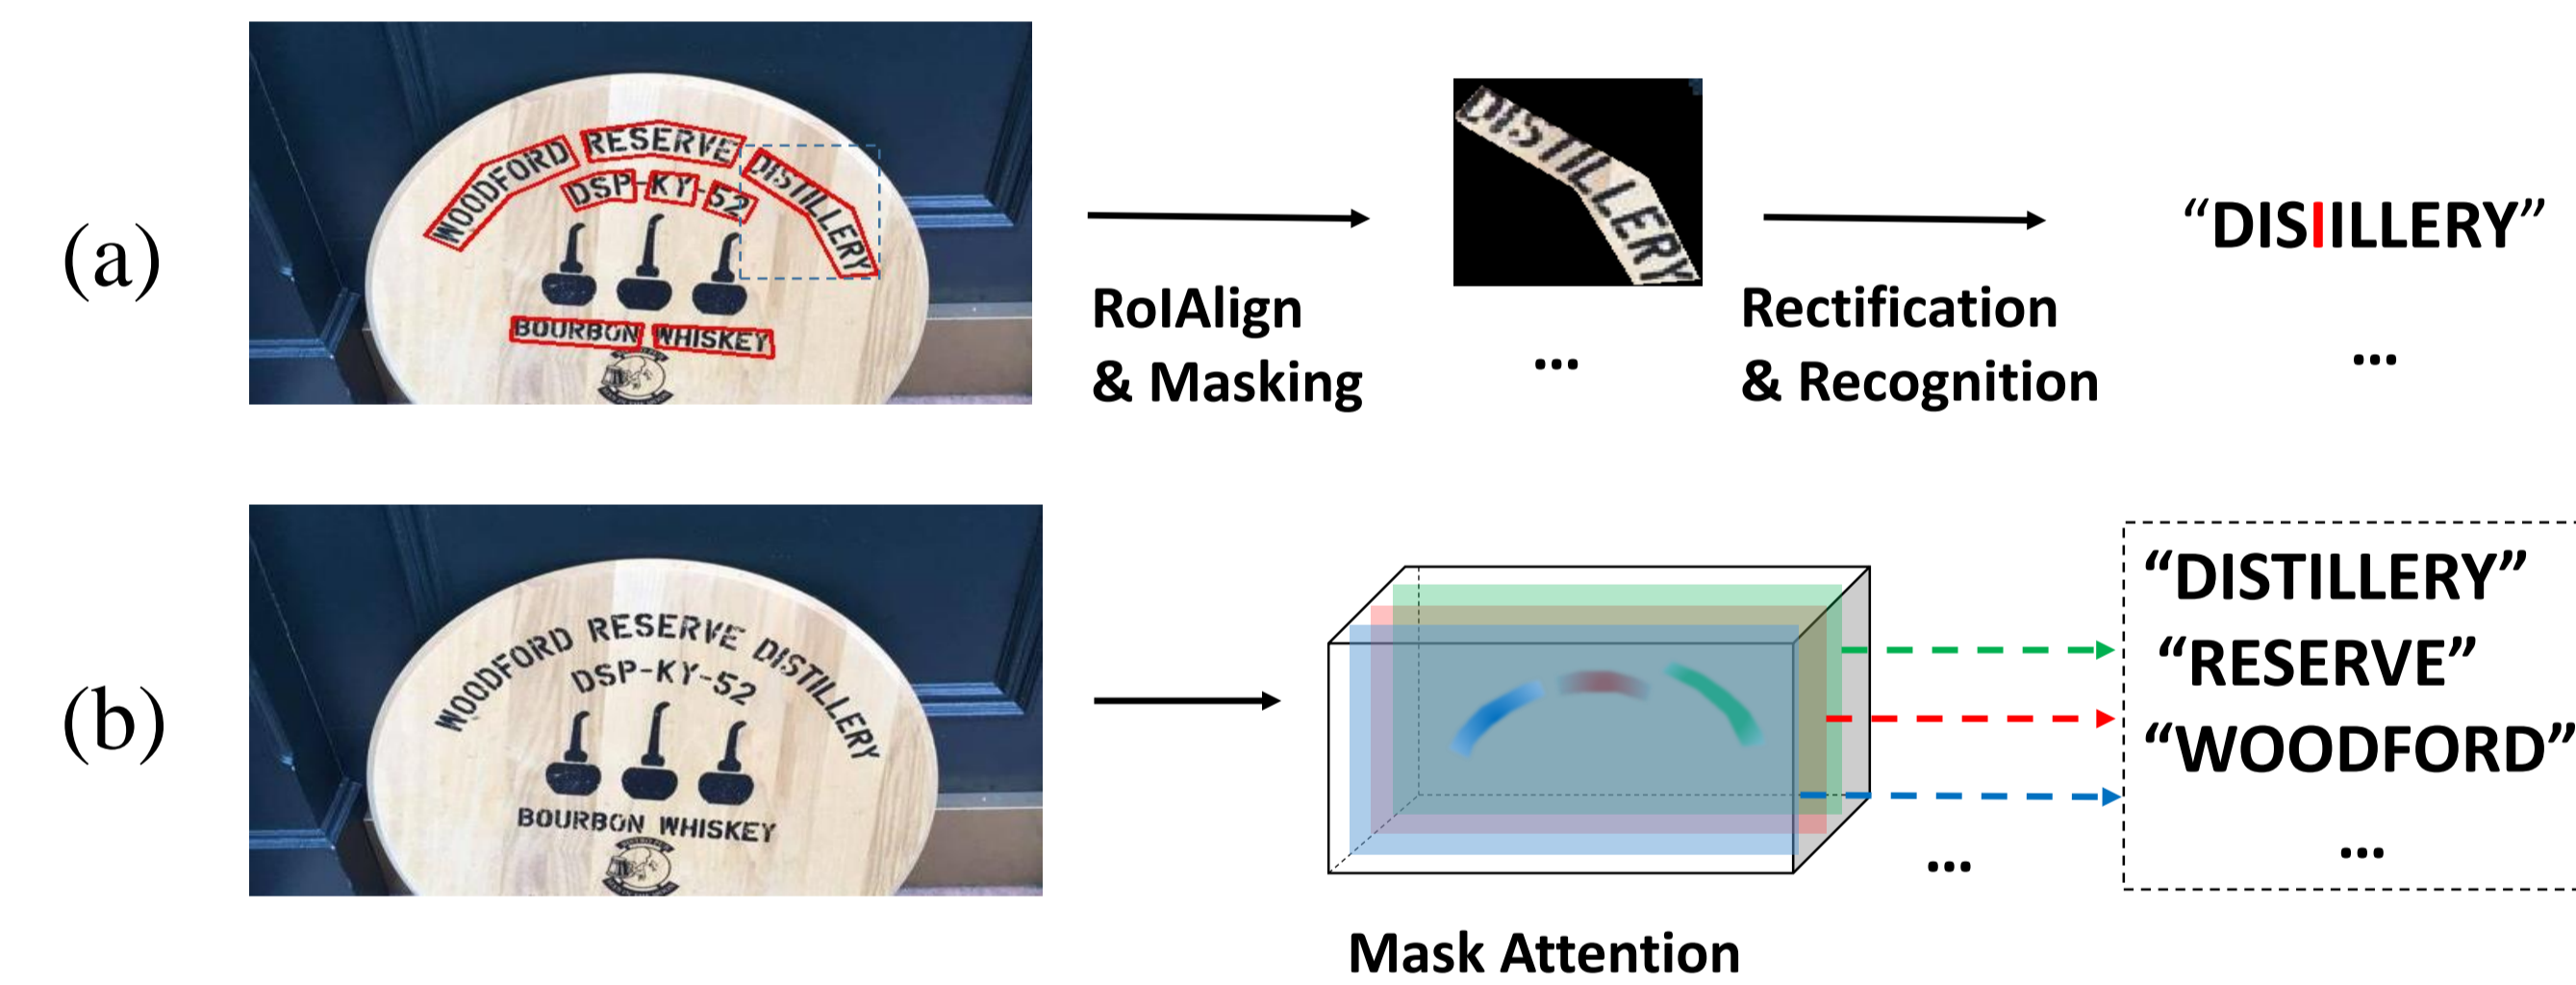 (a)
WOODFORD RESERVE DISTILLERY
DSP-KY-52
BOURBON WHISKEY
RoIAlign
& Masking
DISTILLERY
...
Rectification
& Recognition
“DISIILLERY”
...
(b)
WOODFORD RESERVE DISTILLERY
DSP-KY-52
BOURBON WHISKEY
Mask Attention
...
“DISTILLERY”
“RESERVE”
“WOODFORD”
...